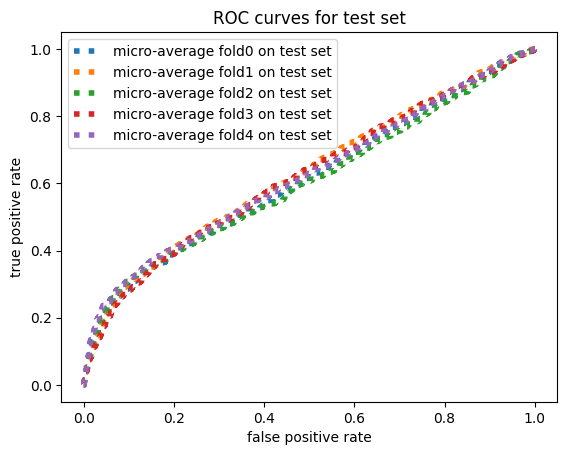 ROC curves for test set
micro-average fold0 on test set
micro-average fold1 on test set
micro-average fold2 on test set
micro-average fold3 on test set
micro-average fold4 on test set
true positive rate
1.0
0.8
0.6
0.4
0.2
0.0
0.0 0.2 0.4 0.6 0.8 1.0
false positive rate